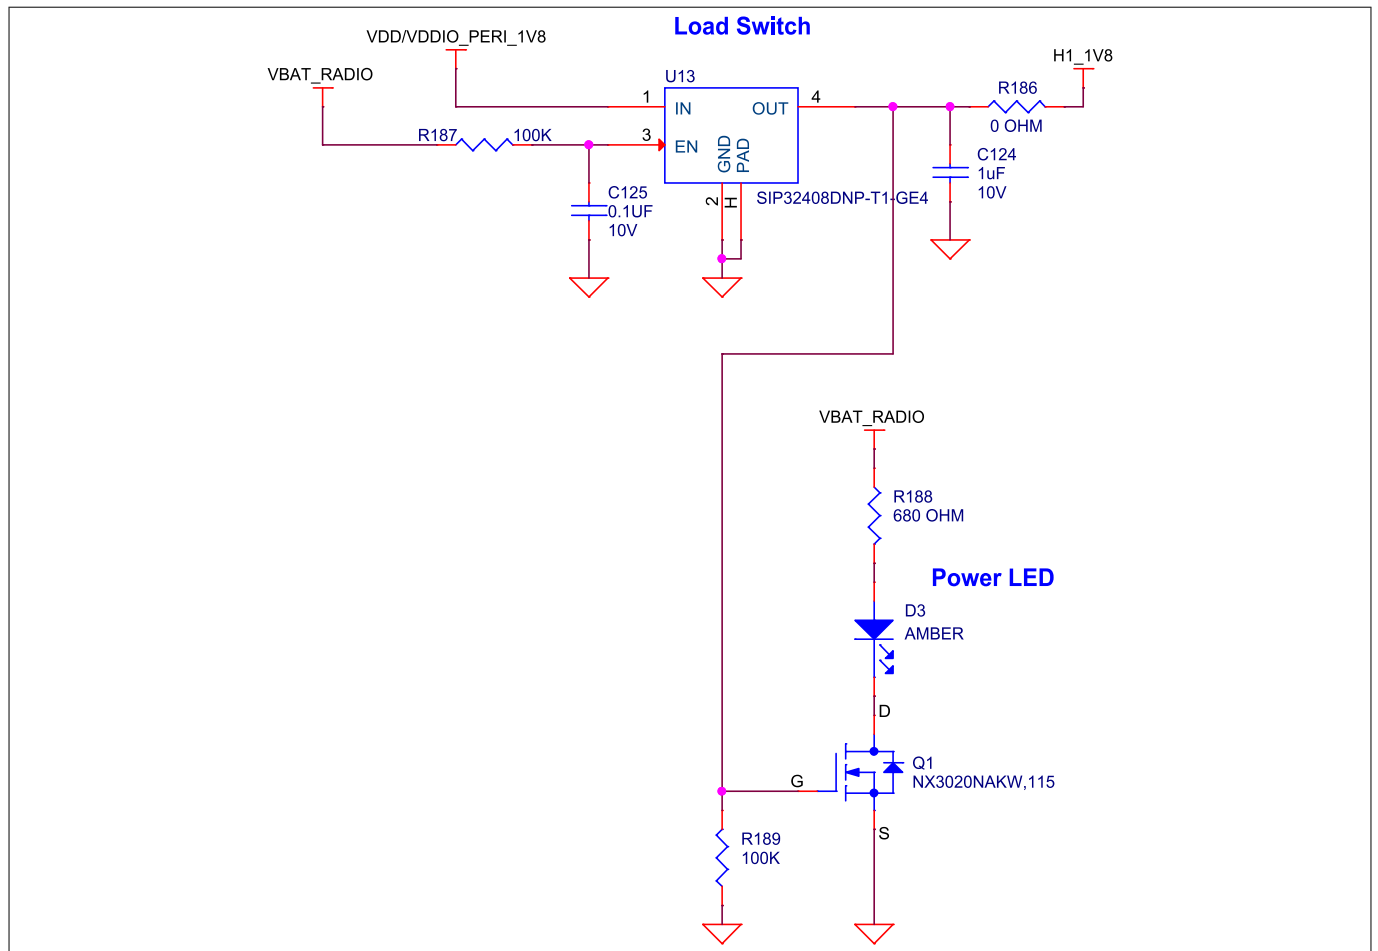 Load Switch
VDD/VDDIO_PERI_1V8
H1_1V8
VBAT_RADIO
U13
R186
1
IN
OUT
4
0 OHM
R187
100K
3
EN
GND
PAD
C124
1uF
10V
C125
0.1UF
10V
2
H
SIP32408DNP-T1-GE4
VBAT_RADIO
R188
680 OHM
Power LED
D3
AMBER
D
Q1
NX3020NAKW,115
G
S
R189
100K